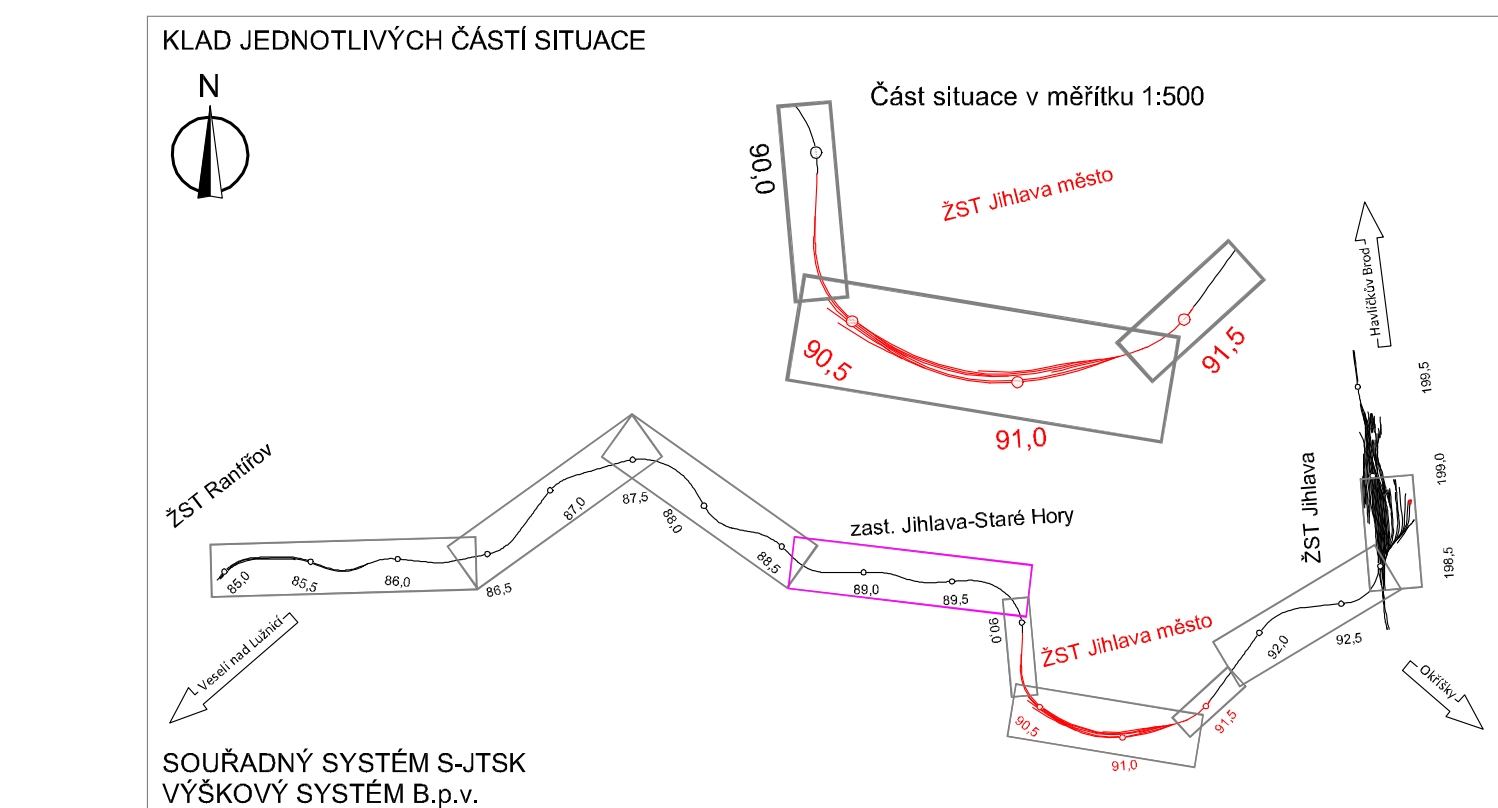 KLAD JEDNOTLIVÝCH ČÁSTÍ SITUACE
N
Část situace v měřítku 1:500
90,0
ŽST Jihlava město
90,5
91,0
91,5
Havlíčkův Brod
199,5
199,0
198,5
ŽST Jihlava
ŽST Rantířov
85,0
85,5
86,0
86,5
87,0
87,5
88,0
88,5
zast. Jihlava-Staré Hory
89,0
89,5
90,0
ŽST Jihlava město
90,5
91,0
91,5
92,0
92,5
Okříšky
Veselí nad Lužnicí
SOUŘADNÝ SYSTÉM S-JTSK
VÝŠKOVÝ SYSTÉM B.p.v.